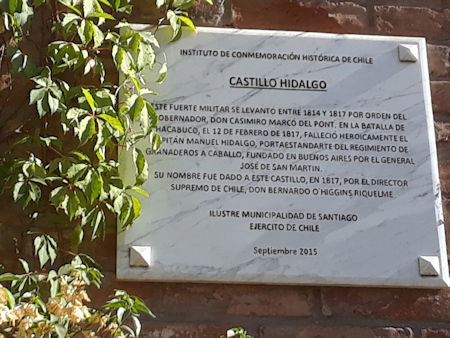 INSTITUTO DE CONMEMORACIÓN HISTÓRICA DE CHILE
CASTILLO HIDALGO
ESTE FUERTE MILITAR SE LEVANTO ENTRE 1814 Y 1817 POR ORDEN DEL
GOBERNADOR, DON CASIMIRO MARCO DEL PONT. EN LA BATALLA DE
CHACABUCO, EL 12 DE FEBRERO DE 1817, FALLECIÓ HEROICAMENTE EL
CAPITÁN MANUEL HIDALGO, PORTAESTANDARTE DEL REGIMIENTO DE
GRANADEROS A CABALLO, FUNDADO EN BUENOS AIRES POR EL GENERAL
JOSÉ DE SAN MARTIN
SU NOMBRE FUE DADO A ESTE CASTILLO, EN 1817, POR EL DIRECTOR
SUPREMO DE CHILE, DON BERNARDO O'HIGGINS RIQUELME.
ILUSTRE MUNICIPALIDAD DE SANTIAGO
EJERCITO DE CHILE
Septiembre 2015